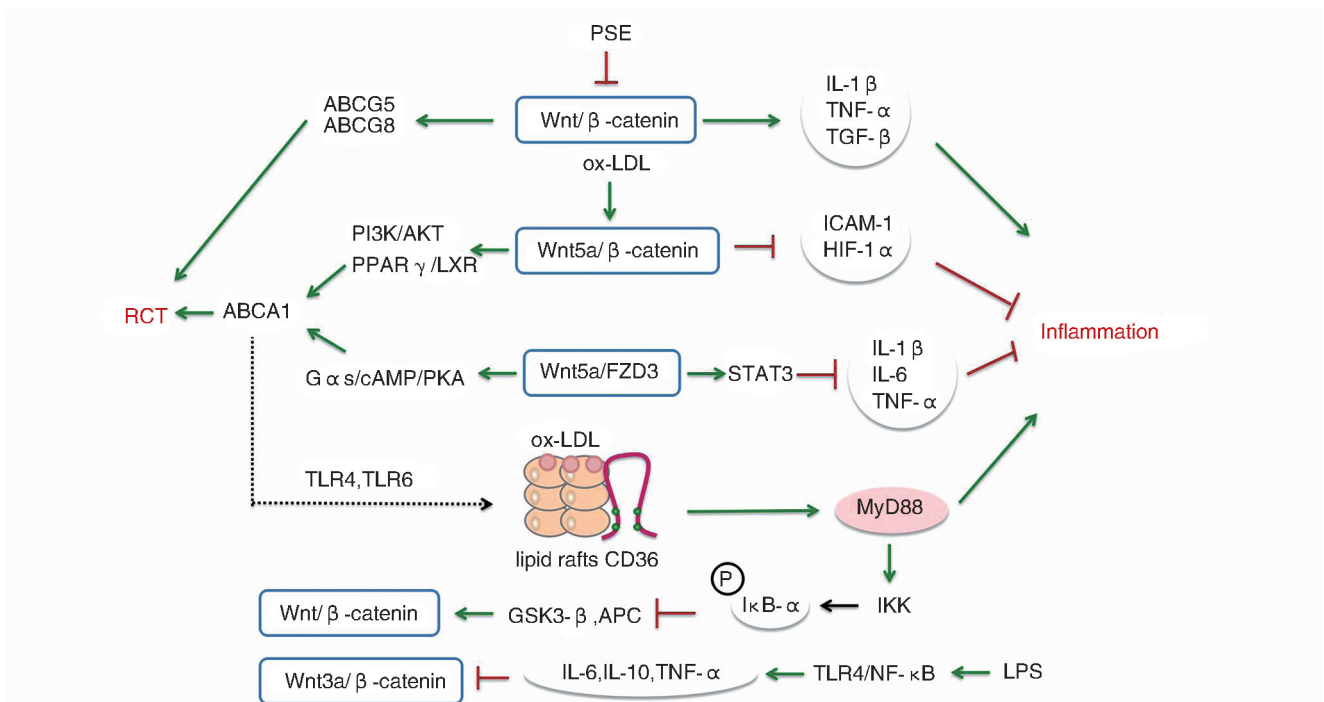 PSE
ABCG5
ABCG8
Wnt/ β -catenin
IL-1 β
TNF- α
TGF- β
ox-LDL
PI3K/AKT
PPAR γ /LXR
Wnt5a/ β -catenin
ICAM-1
HIF-1 α
RCT
ABCA1
Inflammation
G α s/cAMP/PKA
Wnt5a/FZD3
STAT3
IL-1 β
IL-6
TNF- α
ox-LDL
TLR4,TLR6
MyD88
lipid rafts CD36
P
Wnt/ β -catenin
GSK3- β ,APC
IκB- α
IKK
Wnt3a/ β -catenin
IL-6,IL-10,TNF- α
TLR4/NF- κB
LPS